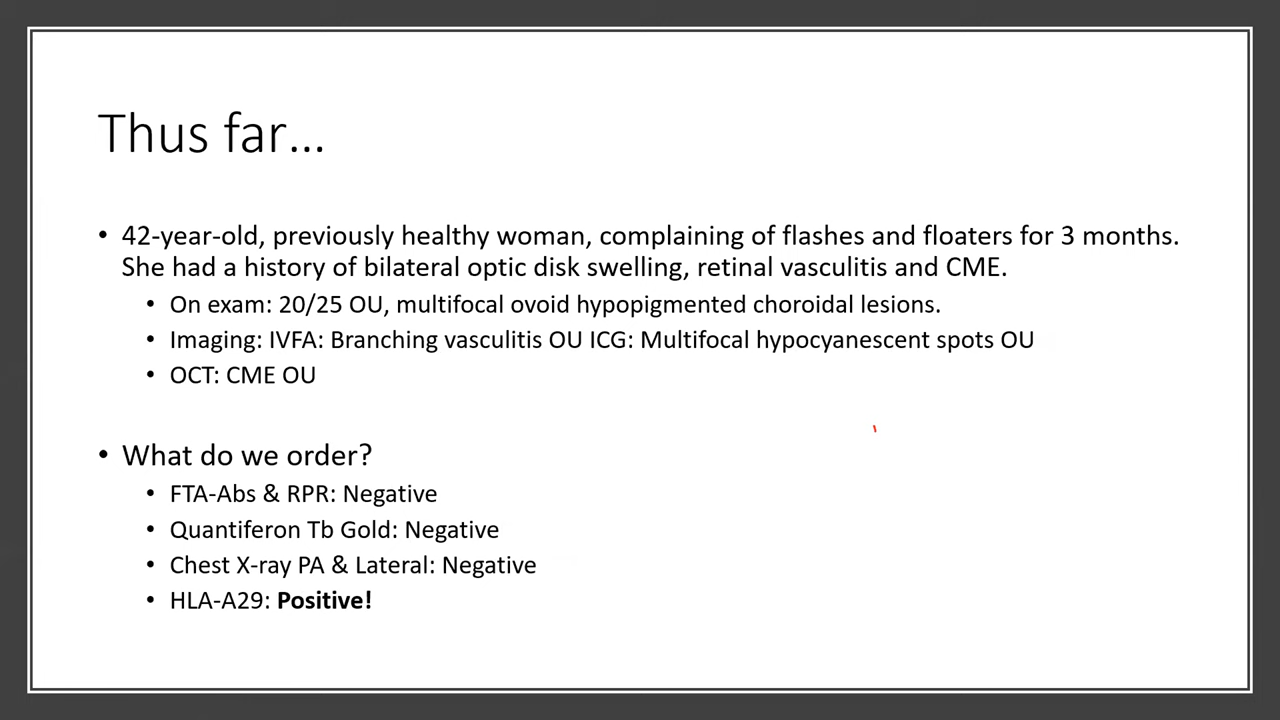 Thus far...
• 42-year-old, previously healthy woman, complaining of flashes and floaters for 3 months.
She had a history of bilateral optic disk swelling, retinal vasculitis and CME.
• On exam: 20/25 OU, multifocal ovoid hypopigmented choroidal lesions.
• Imaging: IVFA: Branching vasculitis OU ICG: Multifocal hypocyanescent spots OU
• OCT: CME OU
• What do we order?
• FTA-Abs & RPR: Negative
• Quantiferon Tb Gold: Negative
• Chest X-ray PA & Lateral: Negative
• HLA-A29: Positive!